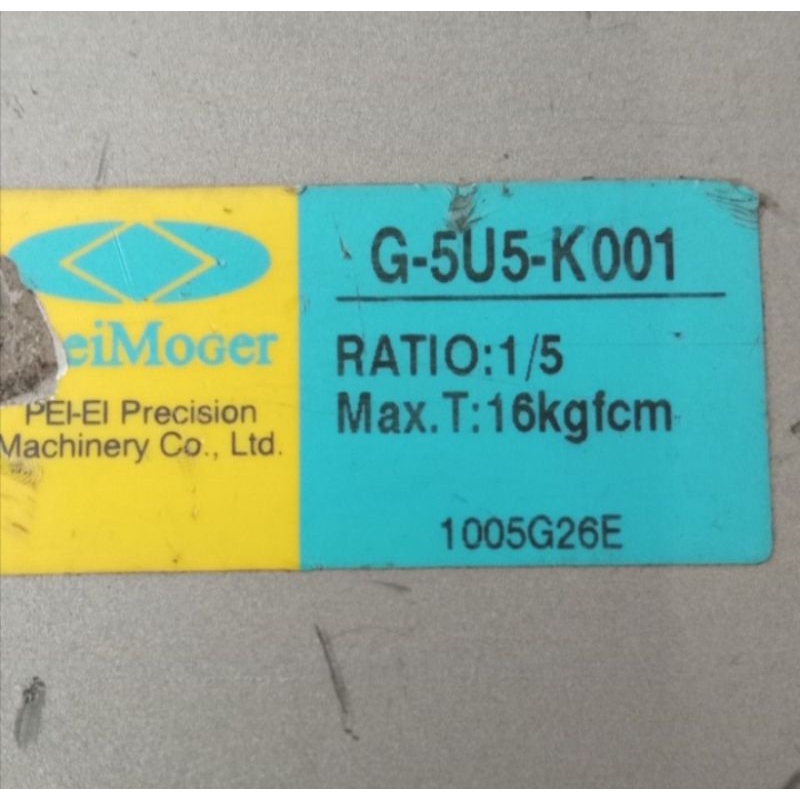 eiMoGer
PEI-EI Precision
Machinery Co., Ltd.
G-5U5-K001
RATIO:1/5
Max.T:16kgfcm
1005G26E